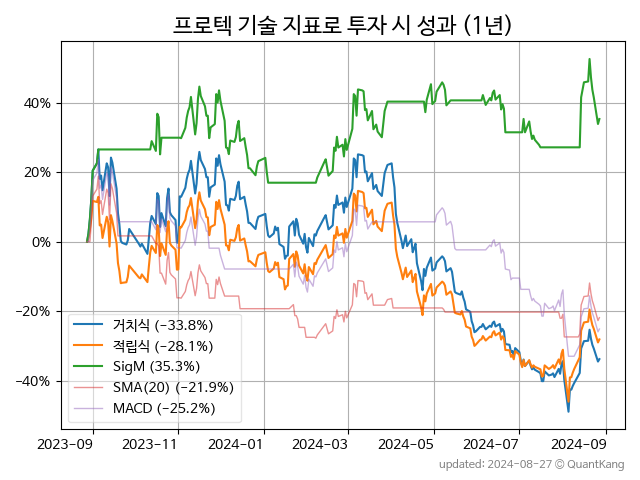 프로텍 기술 지표로 투자 시 성과 (1년)
40%
20%
0%
−20%
−40%
거치식 (−33.8%)
적립식 (−28.1%)
SigM (35.3%)
SMA(20) (−21.9%)
MACD (−25.2%)
2023−09 2023−11 2024−01 2024−03 2024−05 2024−07 2024−09
updated: 2024−08−27 © QuantKang